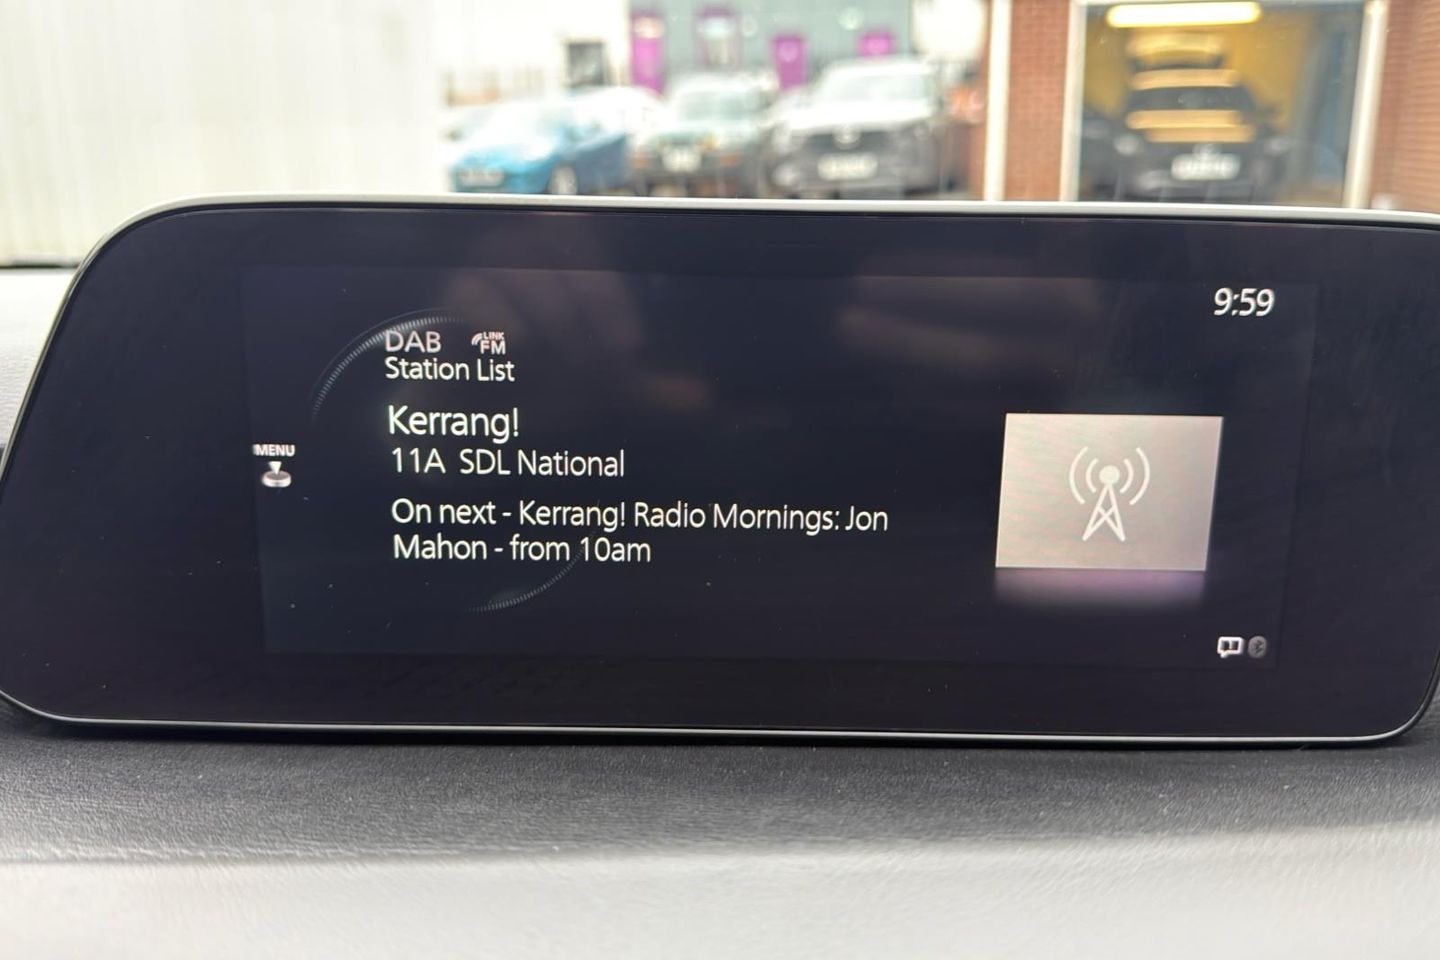 9:59
DAB LINK FM
Station List
Kerrang!
MENU
11A SDL National
On next - Kerrang! Radio Mornings: Jon
Mahon - from 10am